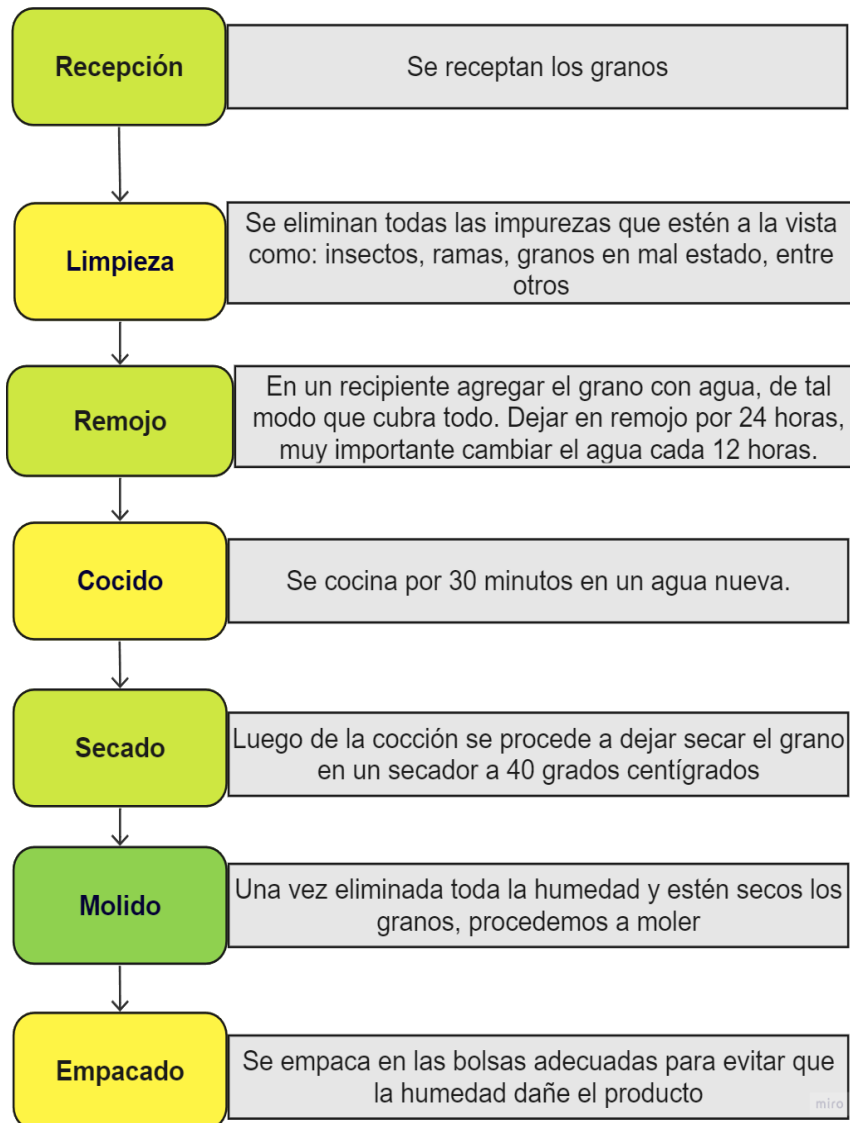 Recepción
Se receptan los granos
Limpieza
Se eliminan todas las impurezas que estén a la vista
como: insectos, ramas, granos en mal estado, entre
otros
Remojo
En un recipiente agregar el grano con agua, de tal
modo que cubra todo. Dejar en remojo por 24 horas,
muy importante cambiar el agua cada 12 horas.
Cocido
Se cocina por 30 minutos en un agua nueva.
Secado
Luego de la cocción se procede a dejar secar el grano
en un secador a 40 grados centígrados
Molido
Una vez eliminada toda la humedad y estén secos los
granos, procedemos a moler
Empacado
Se empaca en las bolsas adecuadas para evitar que
la humedad dañe el producto
miro